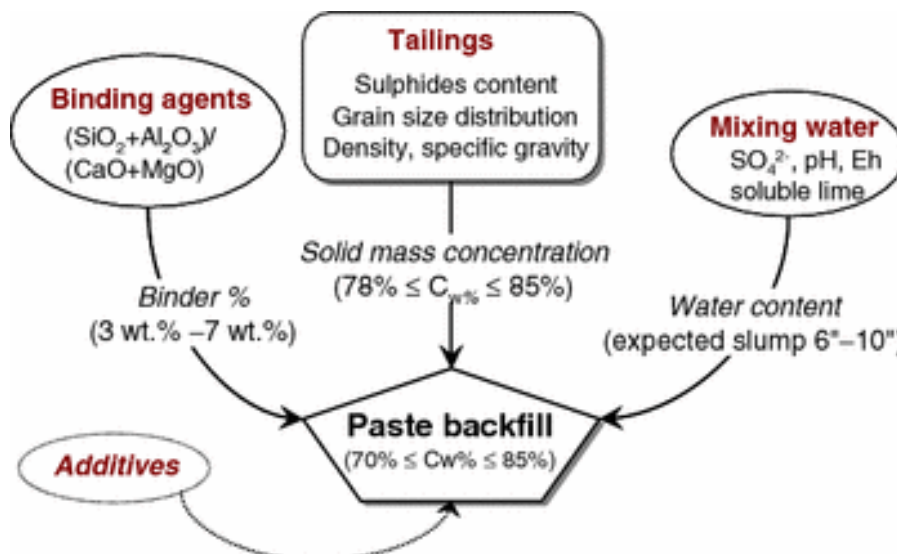 Tailings
Sulphides content
Grain size distribution
Density, specific gravity
Binding agents
(SiO₂+Al₂O₃)/
(CaO+MgO)
Mixing water
SO₄²⁻, pH, Eh
soluble lime
Solid mass concentration
(78% ≤ C_w% ≤ 85%)
Binder %
(3 wt.% –7 wt.%)
Water content
(expected slump 6"–10")
Paste backfill
(70% ≤ Cw% ≤ 85%)
Additives